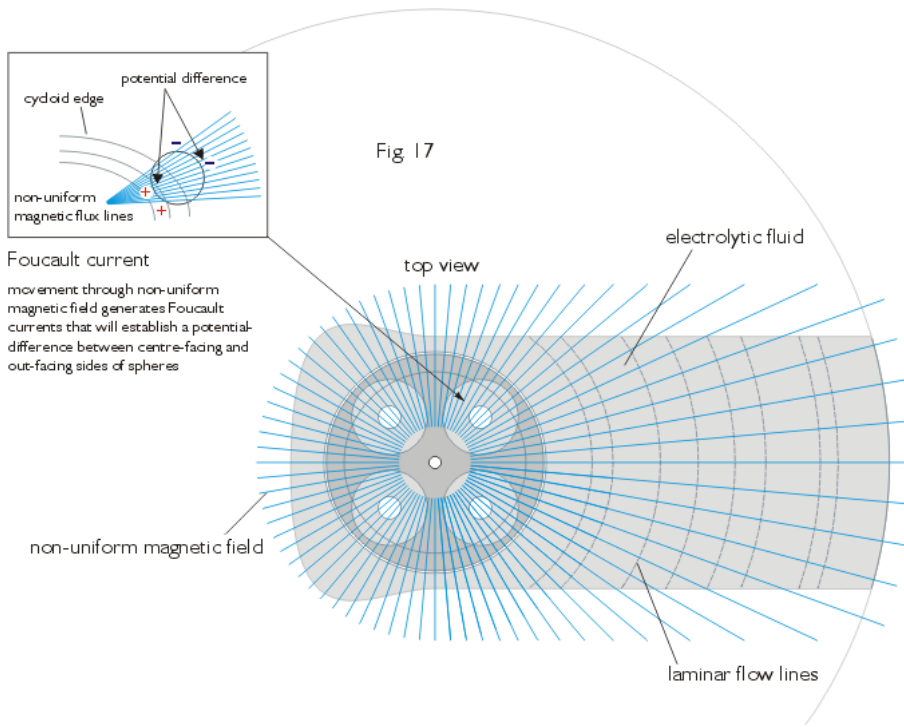 potential difference
cycloid edge
-
-
+
+
non-uniform
magnetic flux lines
Fig 17
Foucault current
movement through non-uniform
magnetic field generates Foucault
currents that will establish a potential-
difference between centre-facing and
out-facing sides of spheres
top view
electrolytic fluid
non-uniform magnetic field
laminar flow lines